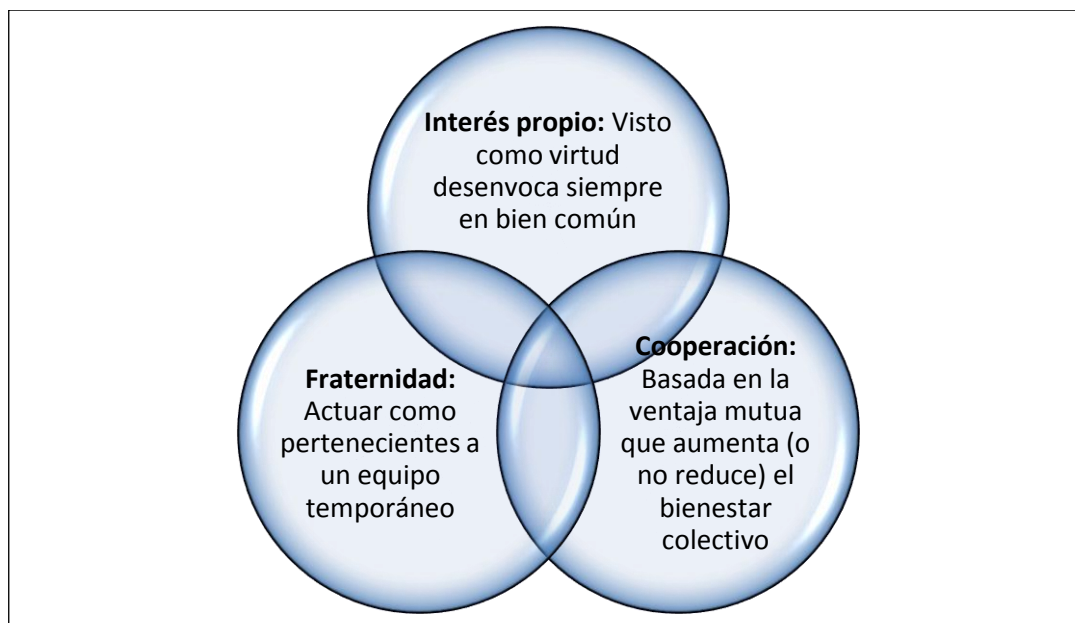 Interés propio: Visto
como virtud
desenvoca siempre
en bien común
Fraternidad:
Actuar como
pertenecientes a
un equipo
temporáneo
Cooperación:
Basada en la
ventaja mutua
que aumenta (o
no reduce) el
bienestar
colectivo